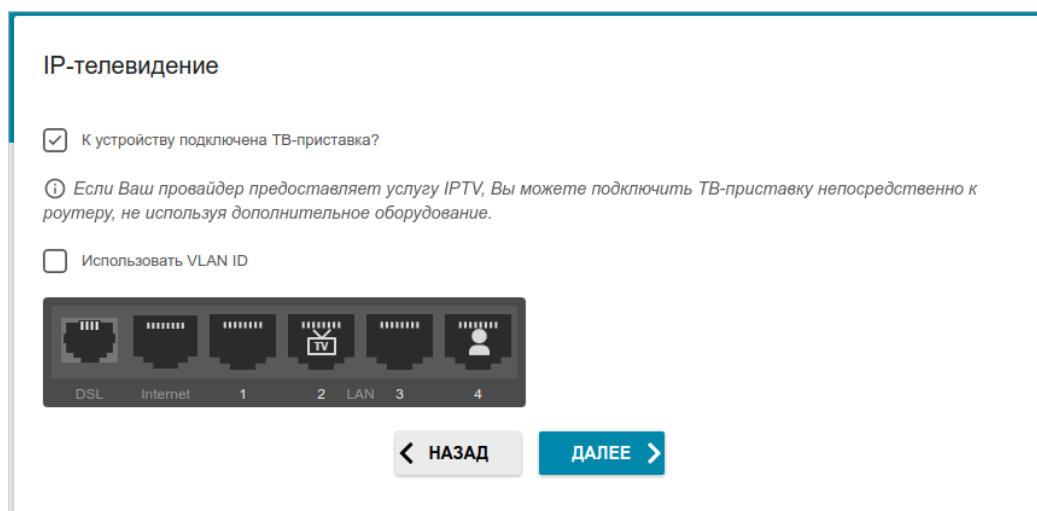 IP-телевидение
К устройству подключена ТВ-приставка?
Если Ваш провайдер предоставляет услугу IPTV, Вы можете подключить ТВ-приставку непосредственно к
роутеру, не используя дополнительное оборудование.
Использовать VLAN ID
TV
DSL Internet 1 2 LAN 3 4
НАЗАД ДАЛЕЕ